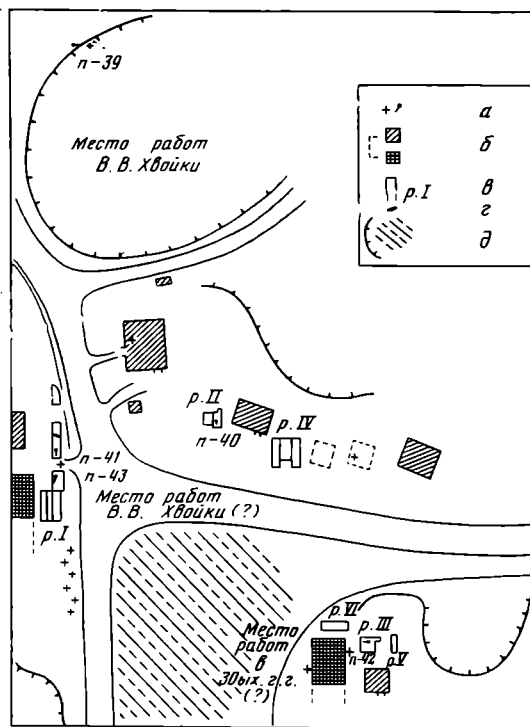 п-39
Место работ
В. В. Хвойки
а
б
р. I
в
г
д
р. II
п-40
р. IV
п-41
п-43
Место работ
В. В. Хвойки (?)
р. I
р. VI
р. III
Место
работ
в
30ых. г. г.
(?)
п-42
р. V